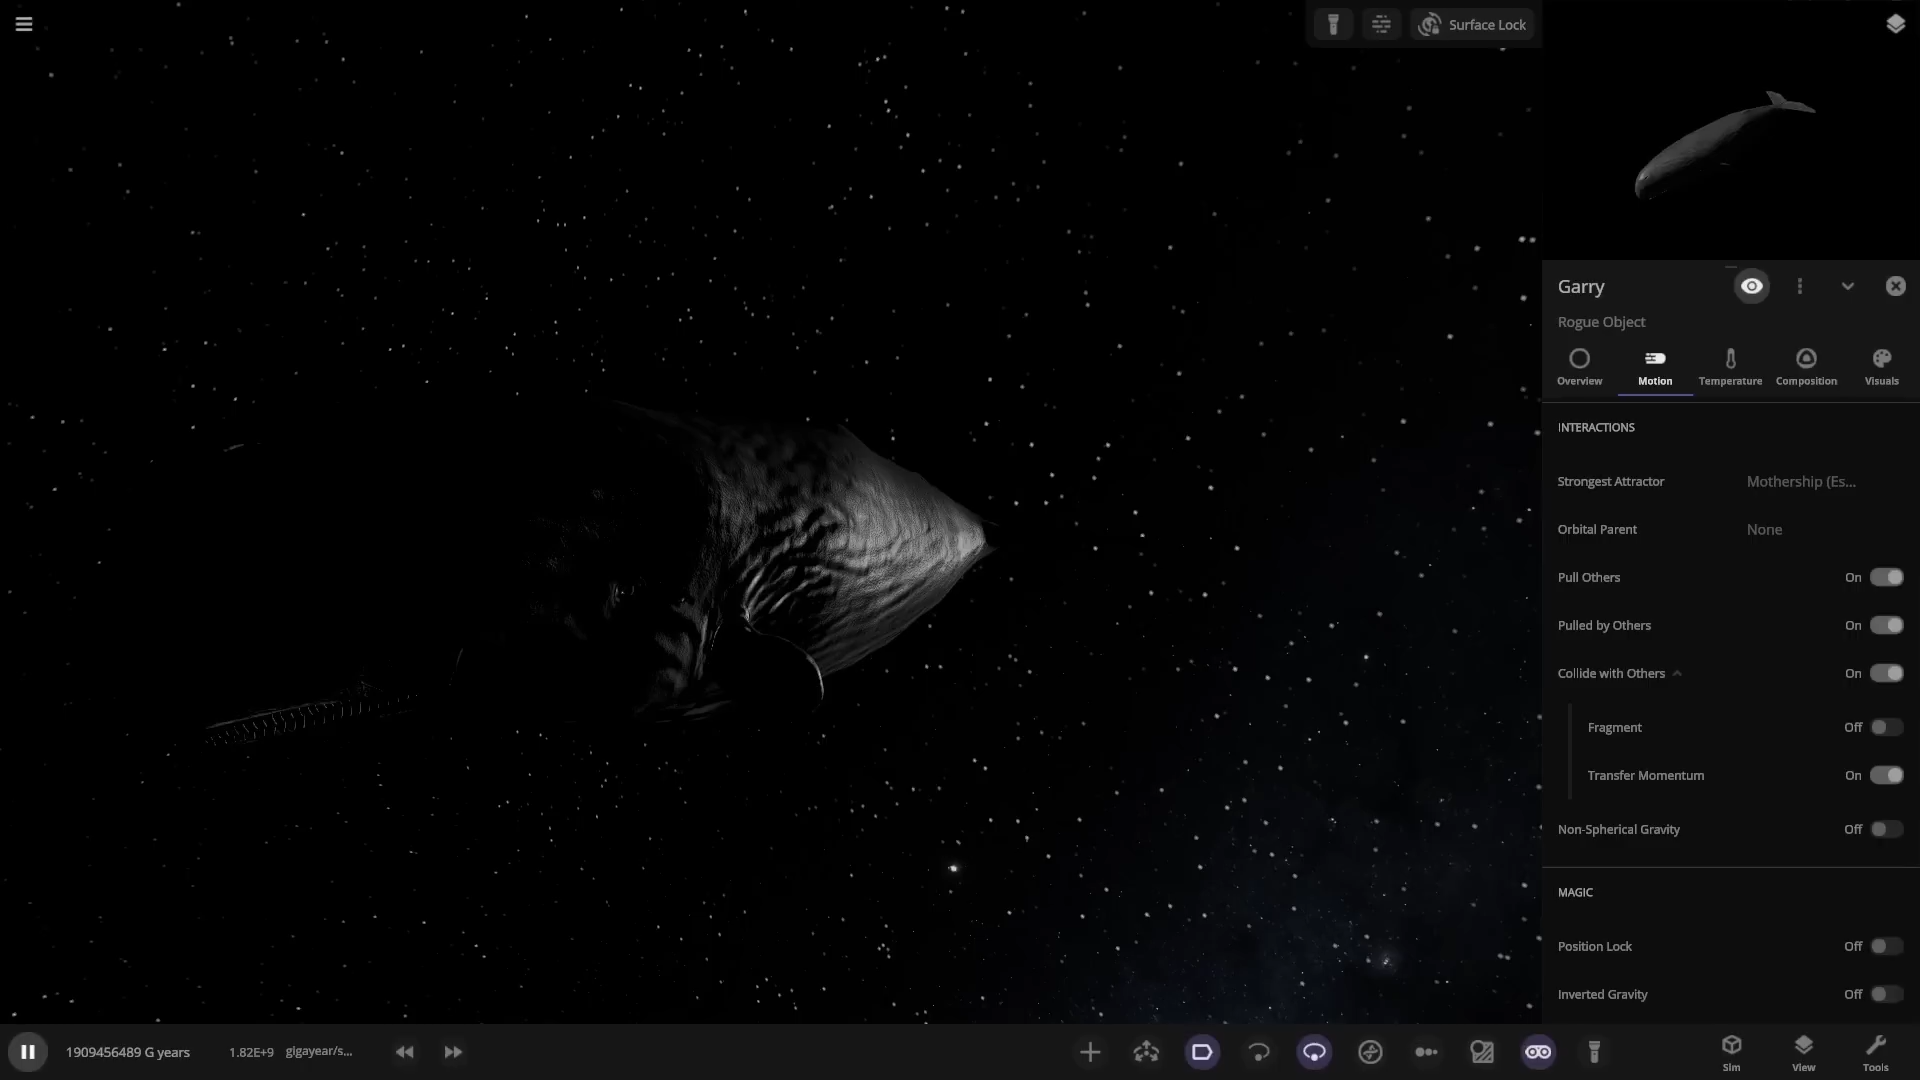 Surface Lock
Garry
Rogue Object
Overview
Motion
Temperature
Composition
Visuals
INTERACTIONS
Strongest Attractor Mothership (Es...
Orbital Parent None
Pull Others On
Pulled by Others On
Collide with Others On
Fragment Off
Transfer Momentum On
Non-Spherical Gravity Off
MAGIC
Position Lock Off
Inverted Gravity Off
1909456489 G years 1.82E+9 gigayear/s...
Sim View Tools